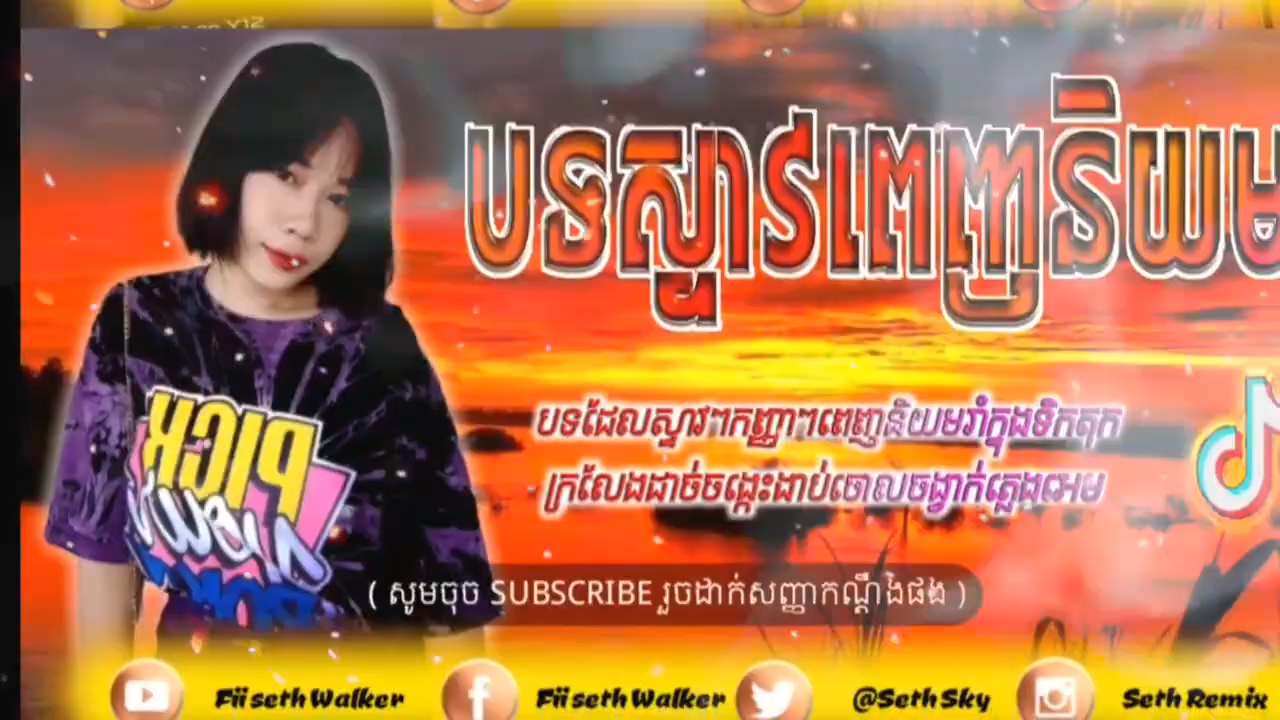 បទស្លាវពេញនិយម
បទដែលស្ទាវៗកញ្ញាៗពេញនិយមរាំក្នុងទិកតុក
ក្រលែងដាច់ចង្កេះងាប់ចោលចង្វាក់ត្លុងអេម
( សូមចុច SUBSCRIBE រួចដាក់សញ្ញាកណ្ដឹងផង )
Fii seth Walker
Fii seth Walker
@Seth Sky
Seth Remix